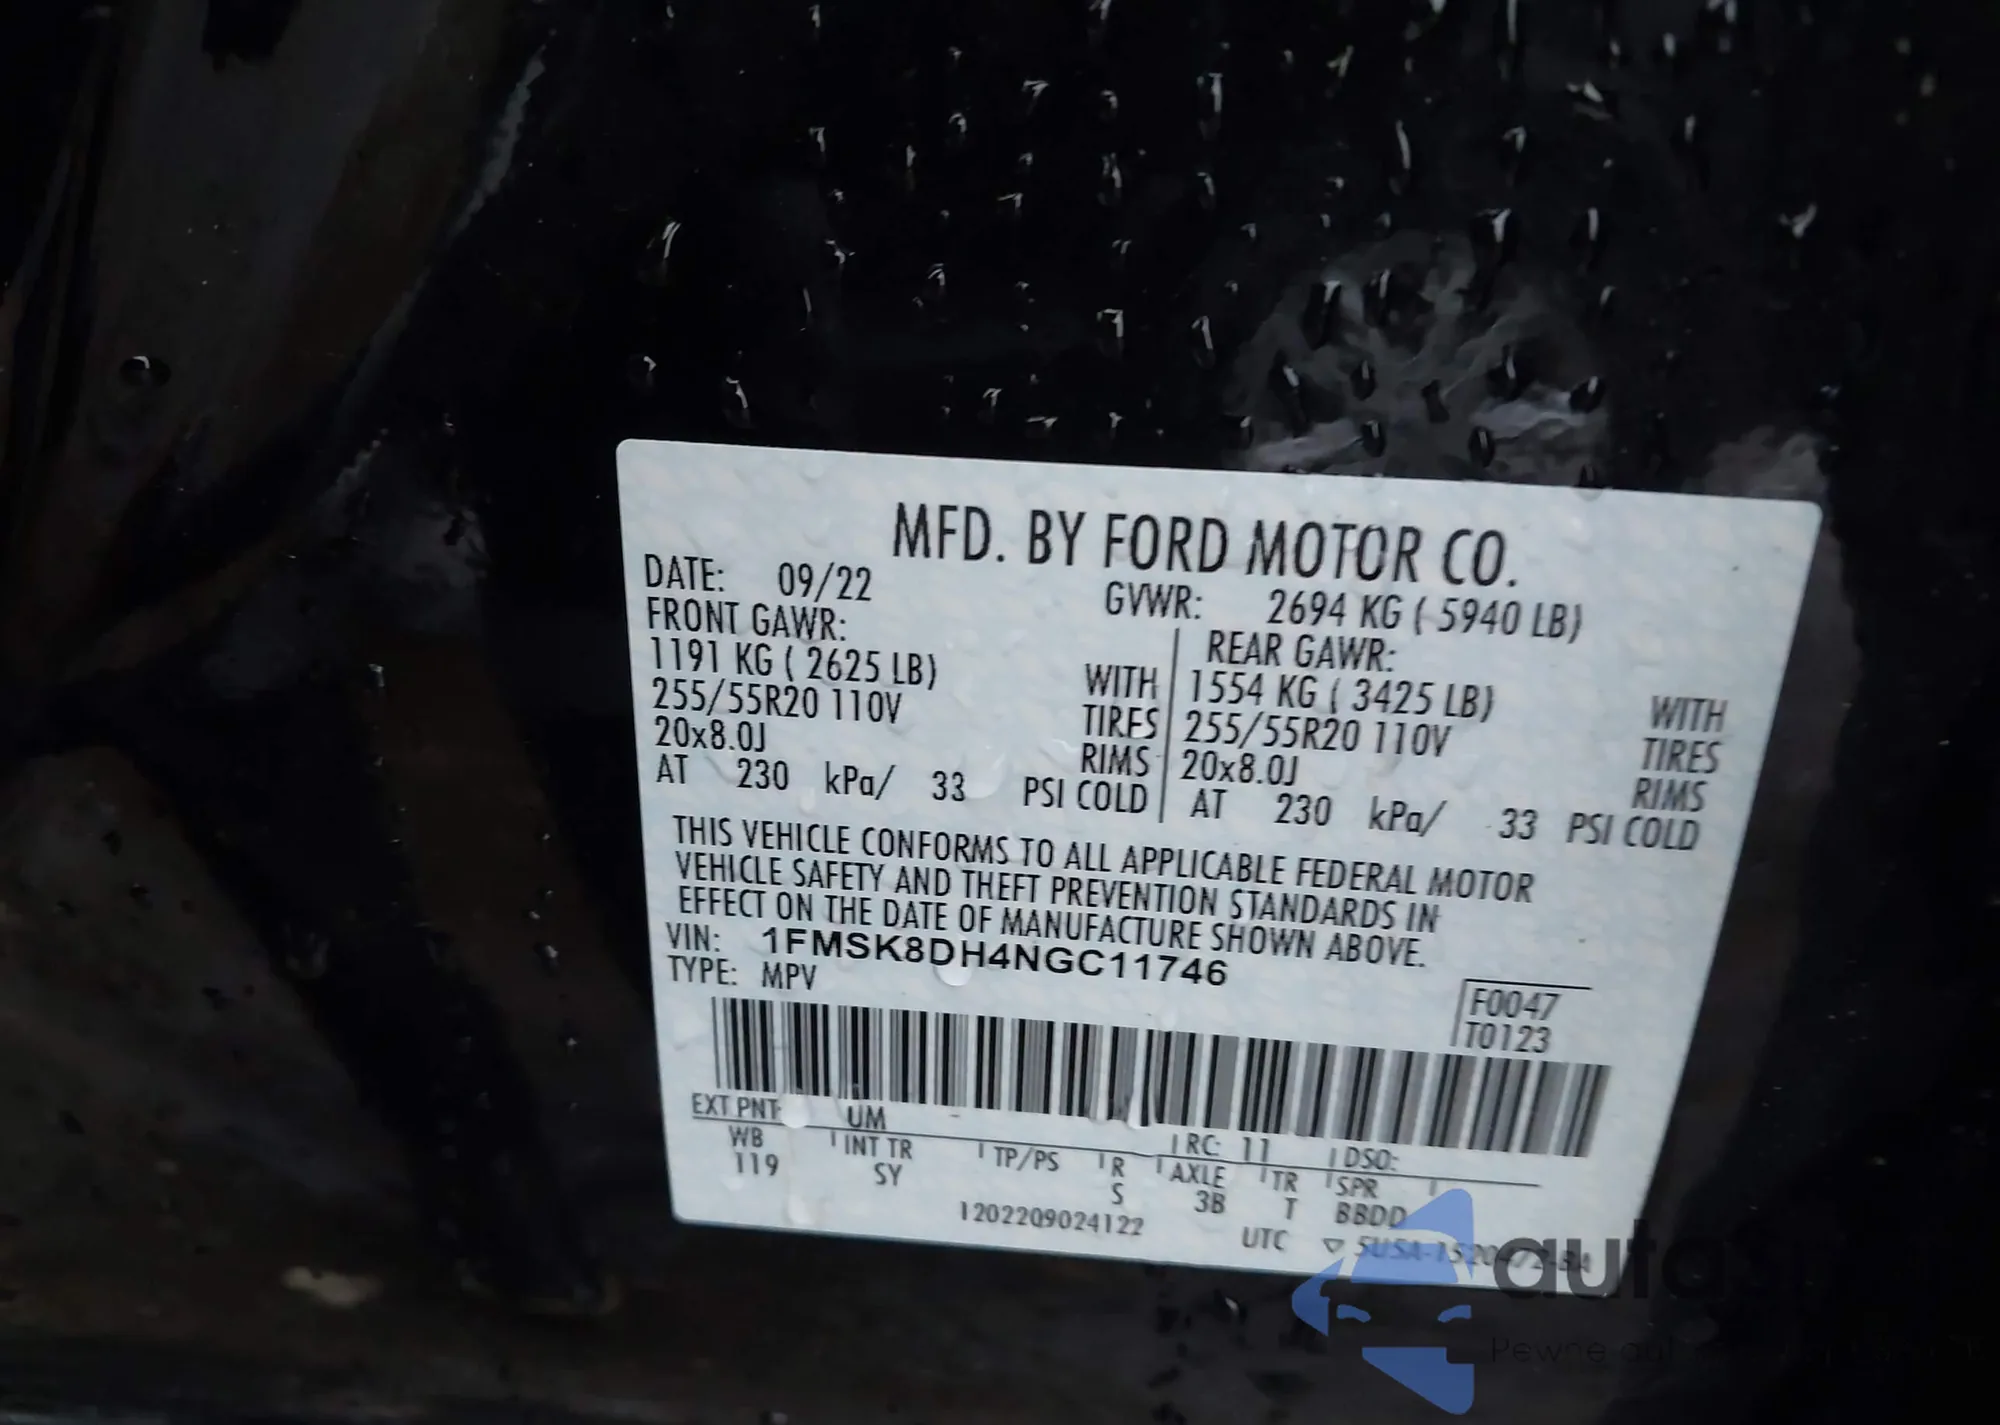 MFD. BY FORD MOTOR CO.
DATE: 09/22 GVWR: 2694 KG ( 5940 LB)
FRONT GAWR: REAR GAWR:
1191 KG ( 2625 LB) WITH 1554 KG ( 3425 LB) WITH
255/55R20 110V TIRES 255/55R20 110V TIRES
20x8.0J RIMS 20x8.0J RIMS
AT 230 kPa/ 33 PSI COLD AT 230 kPa/ 33 PSI COLD
THIS VEHICLE CONFORMS TO ALL APPLICABLE FEDERAL MOTOR
VEHICLE SAFETY AND THEFT PREVENTION STANDARDS IN
EFFECT ON THE DATE OF MANUFACTURE SHOWN ABOVE.
VIN: 1FMSK8DH4NGC11746
TYPE: MPV
F0047
T0123
EXT PNT: UM RC: 11 DSO:
WB INT TR TP/PS R AXLE TR SPR
119 SY S 3B T BBDD
1202209024122 UTC ▽ 5USA-1520472-BA
Pewne